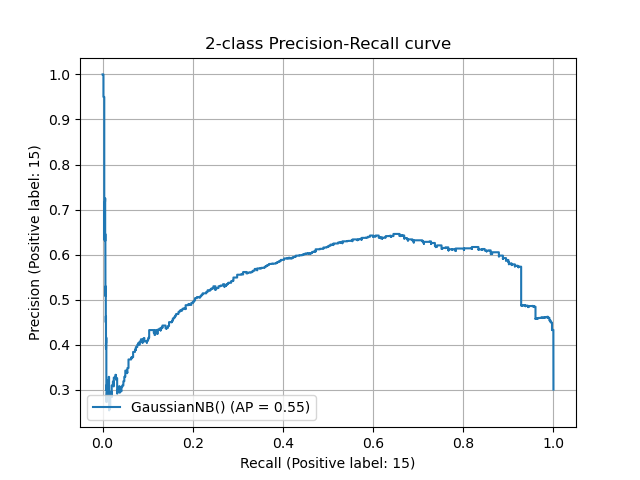 2-class Precision-Recall curve
1.0
0.9
0.8
0.7
0.6
0.5
0.4
0.3
Precision (Positive label: 15)
GaussianNB() (AP = 0.55)
0.0 0.2 0.4 0.6 0.8 1.0
Recall (Positive label: 15)